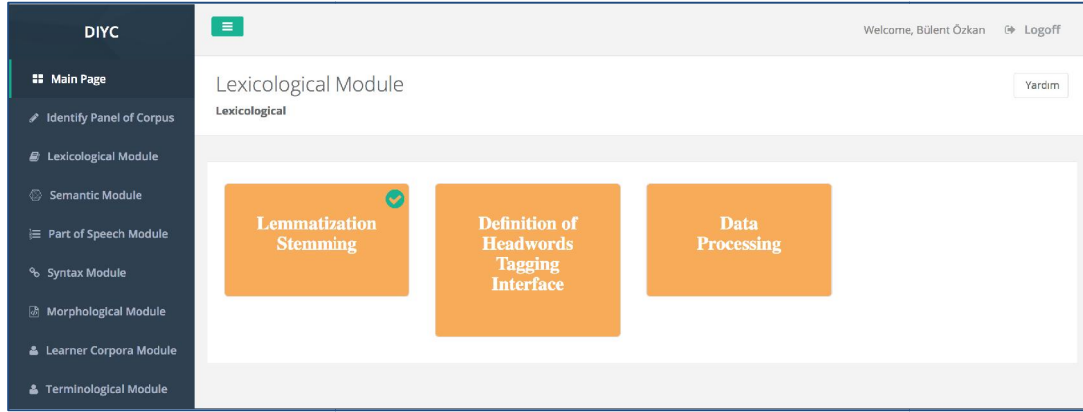 DIYC
Welcome, Bülent Özkan Logoff
Main Page
Identify Panel of Corpus
Lexicological Module
Semantic Module
Part of Speech Module
Syntax Module
Morphological Module
Learner Corpora Module
Terminological Module
Lexicological Module
Yardım
Lexicological
Lemmatization
Stemming
Definition of
Headwords
Tagging
Interface
Data
Processing